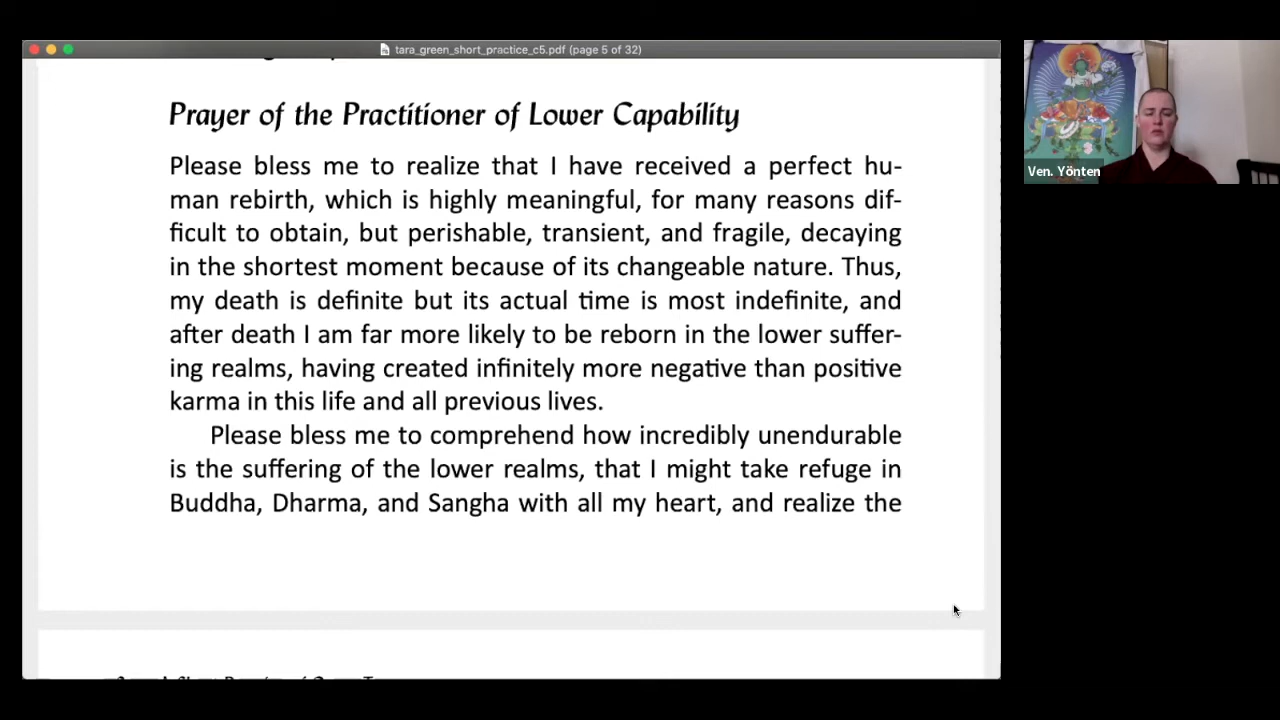 tara_green_short_practice_c5.pdf (page 5 of 32)
Prayer of the Practitioner of Lower Capability
Please bless me to realize that I have received a perfect hu-
man rebirth, which is highly meaningful, for many reasons dif-
ficult to obtain, but perishable, transient, and fragile, decaying
in the shortest moment because of its changeable nature. Thus,
my death is definite but its actual time is most indefinite, and
after death I am far more likely to be reborn in the lower suffer-
ing realms, having created infinitely more negative than positive
karma in this life and all previous lives.
Please bless me to comprehend how incredibly unendurable
is the suffering of the lower realms, that I might take refuge in
Buddha, Dharma, and Sangha with all my heart, and realize the
Ven. Yönten